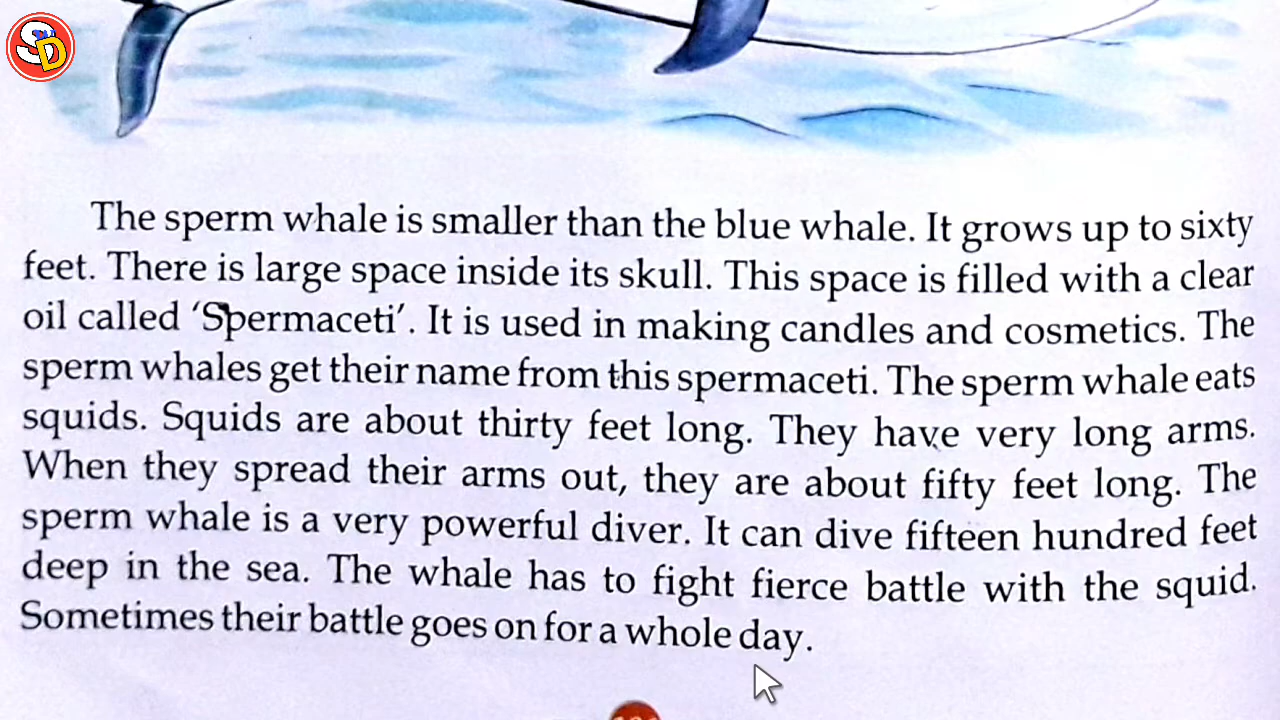 SD
The sperm whale is smaller than the blue whale. It grows up to sixty
feet. There is large space inside its skull. This space is filled with a clear
oil called ‘Spermaceti’. It is used in making candles and cosmetics. The
sperm whales get their name from this spermaceti. The sperm whale eats
squids. Squids are about thirty feet long. They have very long arms.
When they spread their arms out, they are about fifty feet long. The
sperm whale is a very powerful diver. It can dive fifteen hundred feet
deep in the sea. The whale has to fight fierce battle with the squid.
Sometimes their battle goes on for a whole day.